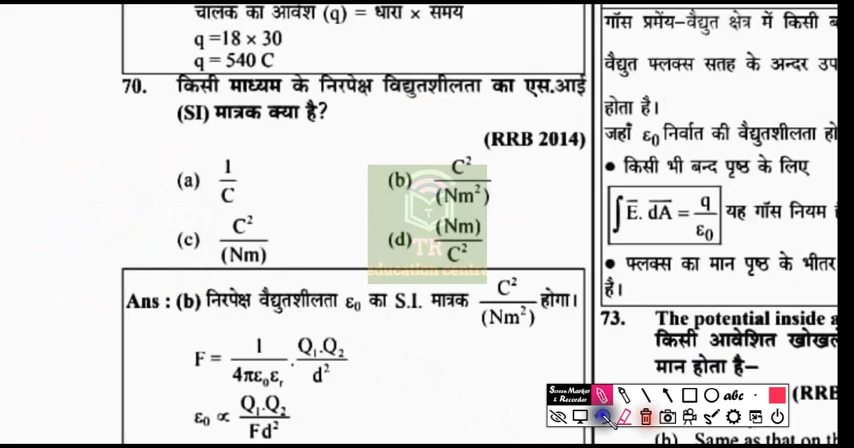 चालक का आवेश (q) = धारा × समय
q =18 × 30
q = 540 C
70. किसी माध्यम के निरपेक्ष विद्युतशीलता का एस.आई
(SI) मात्रक क्या है?
(RRB 2014)
(a) 1/C (b) C²/(Nm²)
(c) C²/(Nm) (d) (Nm)/C²
TR
education centre
Ans : (b) निरपेक्ष वैद्युतशीलता ε₀ का S.I. मात्रक C²/(Nm²) होगा।
F = 1/4πε₀εᵣ . Q₁.Q₂/d²
ε₀ ∝ Q₁.Q₂/Fd²
गॉस प्रमेंय–वैद्युत क्षेत्र में किसी
वैद्युत फ्लक्स सतह के अन्दर उप
होता है।
जहाँ ε₀ निर्वात की वैद्युतशीलता हो
● किसी भी बन्द पृष्ठ के लिए
∫E. dA = q/ε₀ यह गॉस नियम
● फ्लक्स का मान पृष्ठ के भीतर
है।
73. The potential inside a
किसी आवेशित खोखल
मान होता है–
(RRB
(b) Same as that on th
Screen Marker
& Recorder
abc